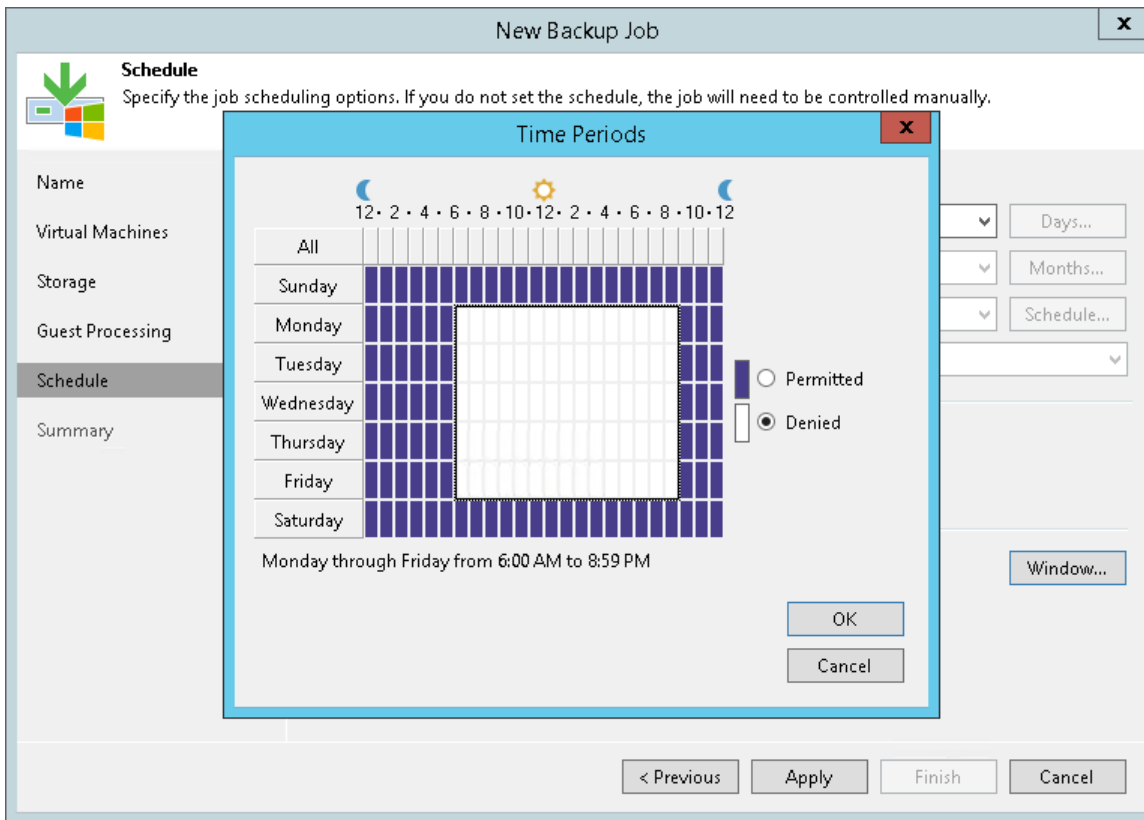 New Backup Job
x
Schedule
Specify the job scheduling options. If you do not set the schedule, the job will need to be controlled manually.
Time Periods
x
Name
Virtual Machines
Storage
Guest Processing
Schedule
Summary
12 · 2 · 4 · 6 · 8 · 10 · 12 · 2 · 4 · 6 · 8 · 10 · 12
All
Sunday
Monday
Tuesday
Wednesday
Thursday
Friday
Saturday
Permitted
Denied
Monday through Friday from 6:00 AM to 8:59 PM
OK
Cancel
Days...
Months...
Schedule...
Window...
< Previous
Apply
Finish
Cancel